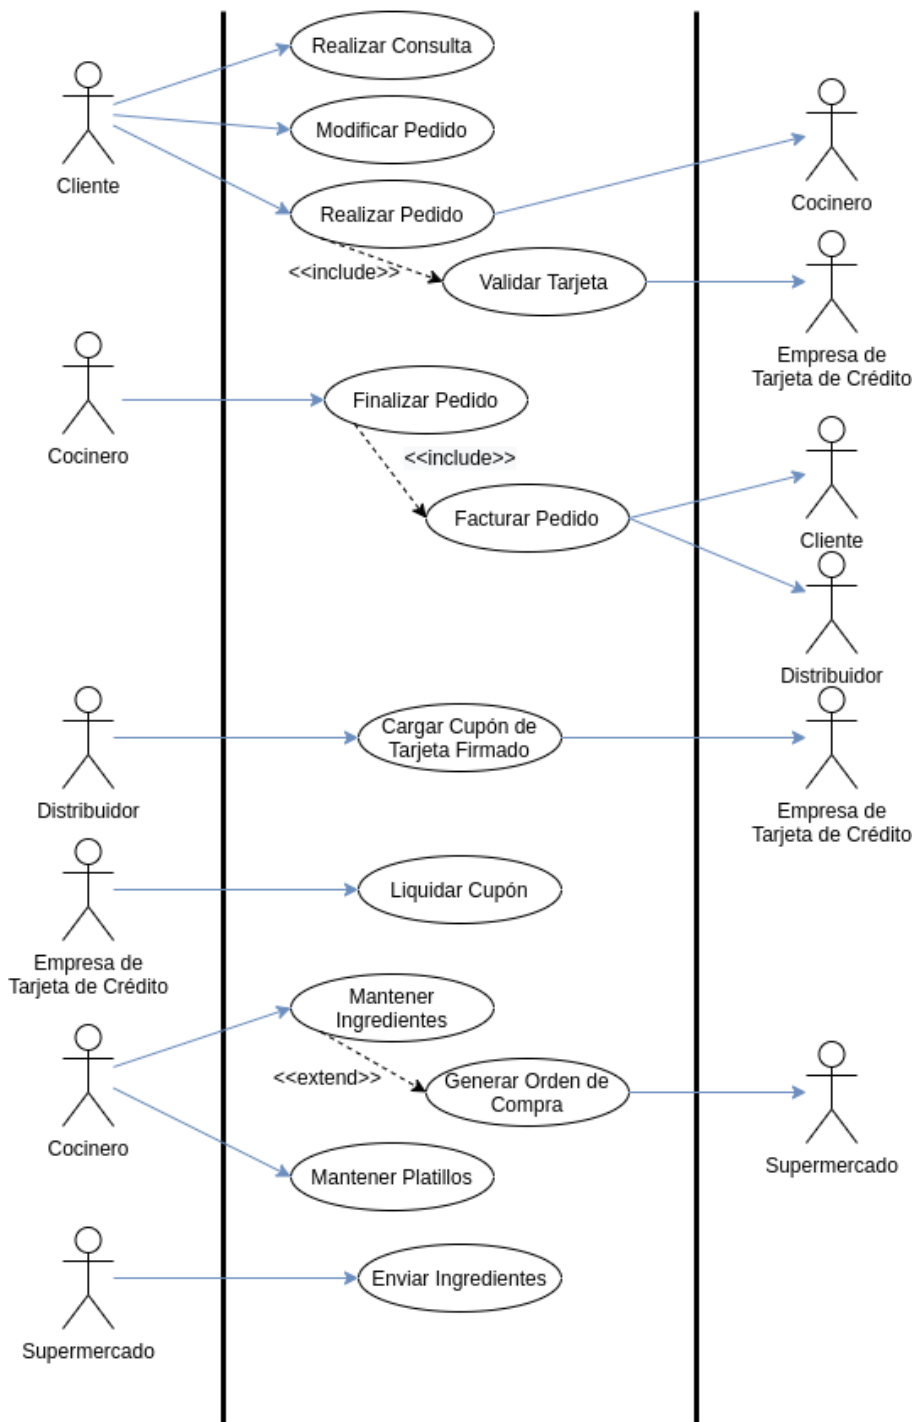 Realizar Consulta
Cliente
Modificar Pedido
Realizar Pedido
Cocinero
<<include>>
Validar Tarjeta
Empresa de
Tarjeta de Crédito
Cocinero
Finalizar Pedido
<<include>>
Facturar Pedido
Cliente
Distribuidor
Distribuidor
Cargar Cupón de
Tarjeta Firmado
Empresa de
Tarjeta de Crédito
Empresa de
Tarjeta de Crédito
Liquidar Cupón
Mantener
Ingredientes
Cocinero
<<extend>>
Generar Orden de
Compra
Supermercado
Mantener Platillos
Supermercado
Enviar Ingredientes